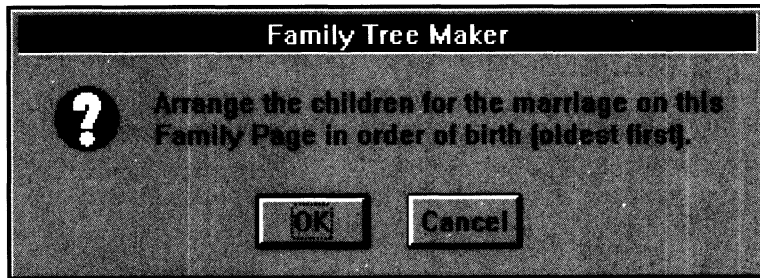 Family Tree Maker
Arrange the children for the marriage on this
Family Page in order of birth (oldest first).
OK
Cancel